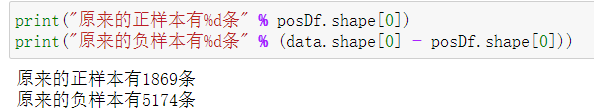 print("原来的正样本有%d条" % posDf.shape[0])
print("原来的负样本有%d条" % (data.shape[0] - posDf.shape[0]))
原来的正样本有1869条
原来的负样本有5174条